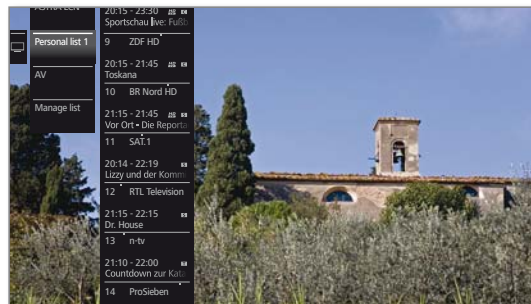 Personal list 1
AV
Manage list
20:15 - 23:30
Sportschau live: Fußb
9 ZDF HD
20:15 - 21:45
Toskana
10 BR Nord HD
21:15 - 21:45
Vor Ort - Die Reporta
11 SAT.1
20:14 - 22:19
Lizzy und der Komm
12 RTL Television
21:15 - 22:15
Dr. House
13 n-tv
21:10 - 22:00
Countdown zur Kata
14 ProSieben